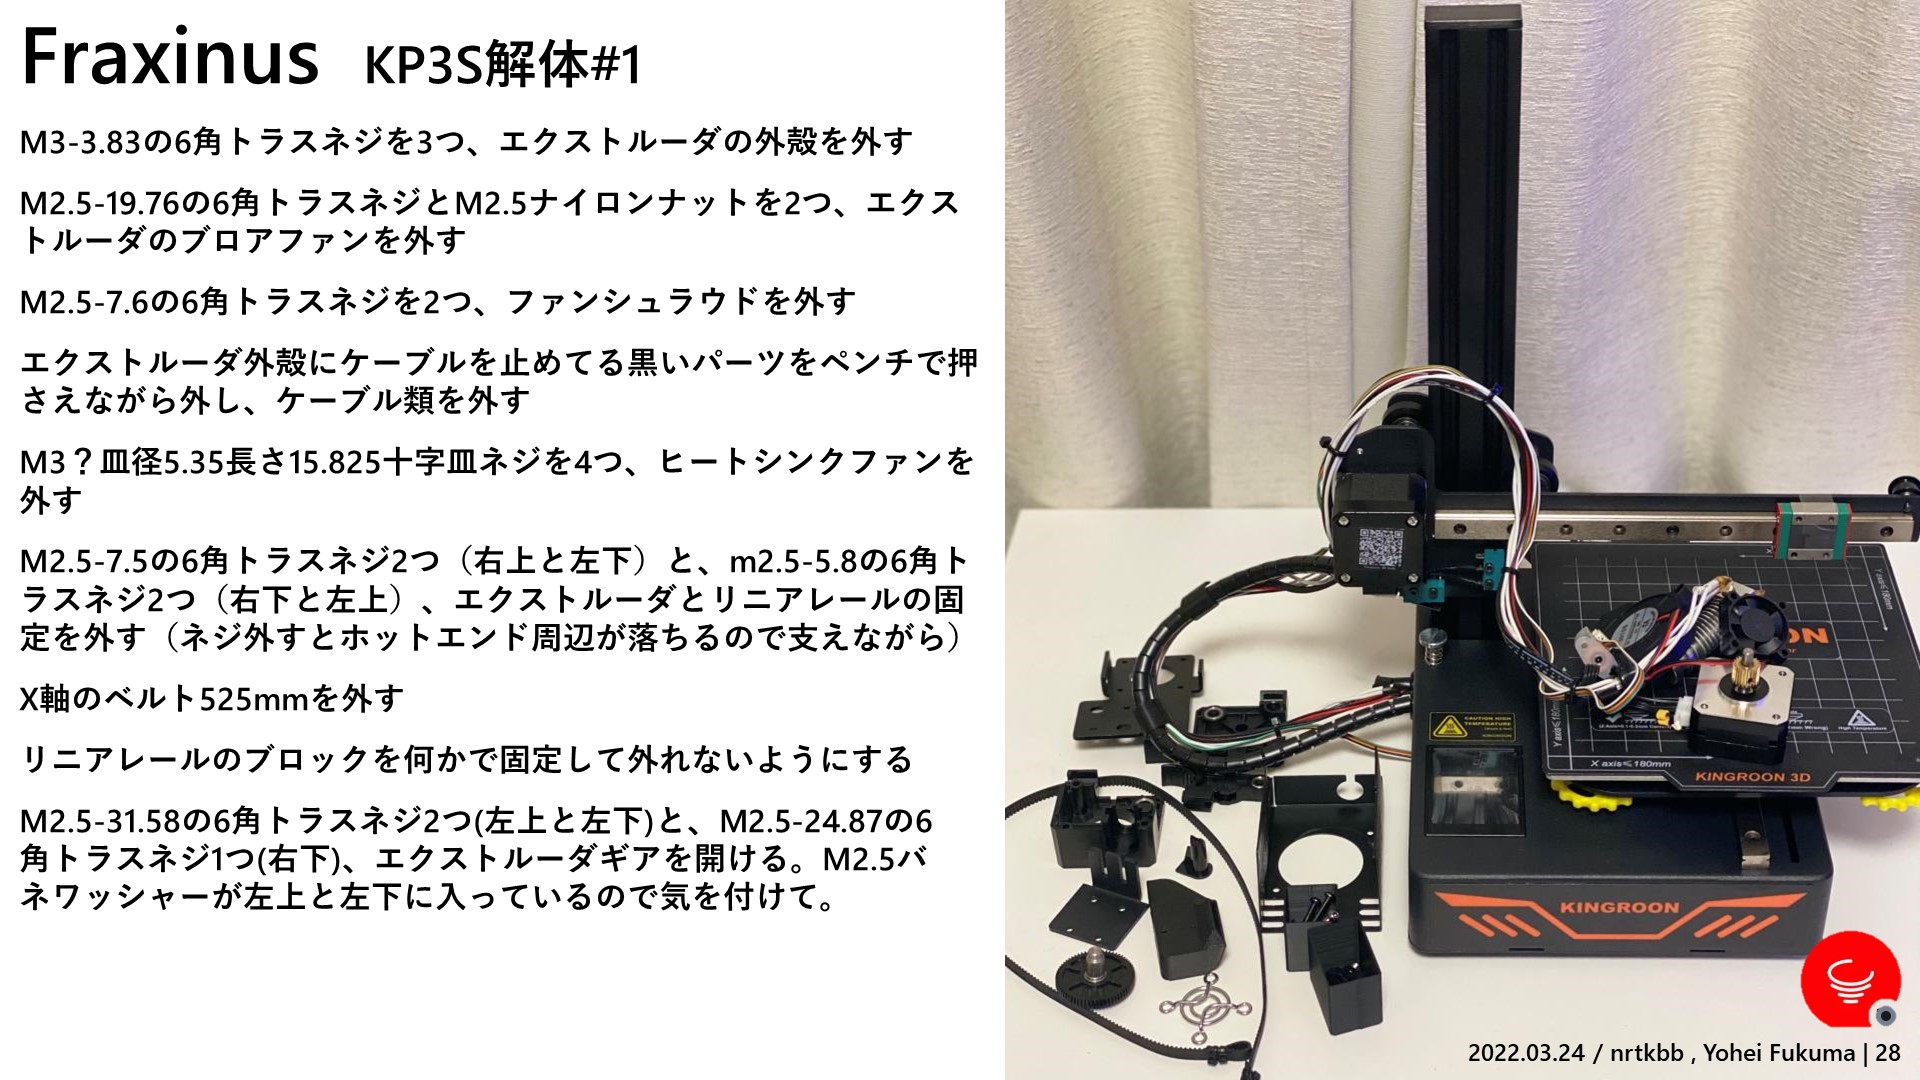 Fraxinus KP3S解体#1
M3-3.83の6角トラスネジを3つ、エクストルーダの外殻を外す
M2.5-19.76の6角トラスネジとM2.5ナイロンナットを2つ、エクス
トルーダのブロアファンを外す
M2.5-7.6の6角トラスネジを2つ、ファンシュラウドを外す
エクストルーダ外殻にケーブルを止めてる黒いパーツをペンチで押
さえながら外し、ケーブル類を外す
M3？皿径5.35長さ15.825十字皿ネジを4つ、ヒートシンクファンを
外す
M2.5-7.5の6角トラスネジ2つ（右上と左下）と、m2.5-5.8の6角ト
ラスネジ2つ（右下と左上）、エクストルーダとリニアレールの固
定を外す（ネジ外すとホットエンド周辺が落ちるので支えながら）
X軸のベルト525mmを外す
リニアレールのブロックを何かで固定して外れないようにする
M2.5-31.58の6角トラスネジ2つ(左上と左下)と、M2.5-24.87の6
角トラスネジ1つ(右下)、エクストルーダギアを開ける。M2.5バ
ネワッシャーが左上と左下に入っているので気を付けて。
CAUTION HIGH
TEMPERATURE
ON
Y axis≤180mm
Y axis≤180mm
High Temperature
X axis≤180mm
KINGROON 3D
KINGROON
2022.03.24 / nrtkbb , Yohei Fukuma | 28